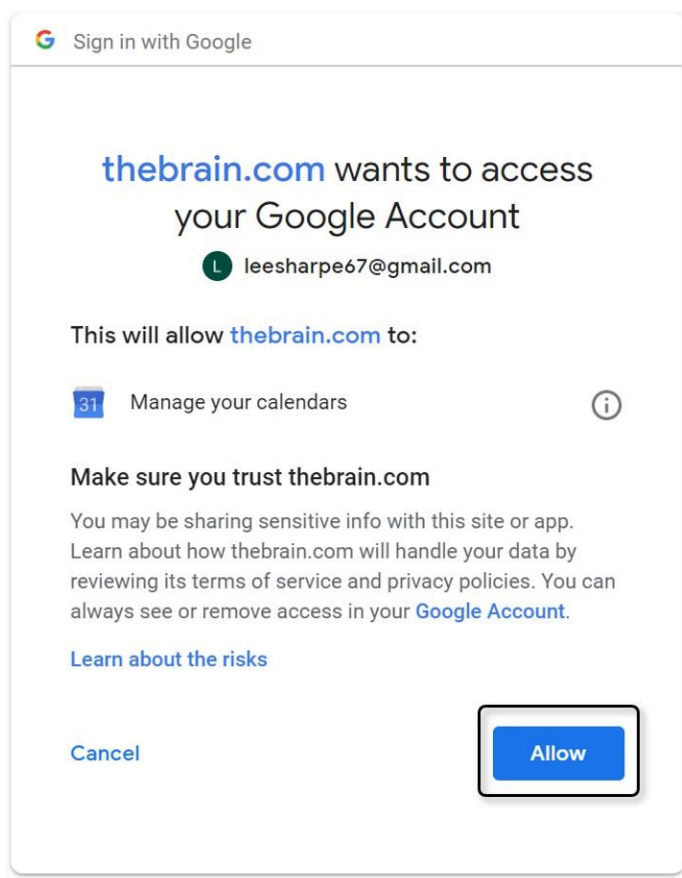 Sign in with Google
thebrain.com wants to access
your Google Account
L leesharpe67@gmail.com
This will allow thebrain.com to:
31 Manage your calendars
Make sure you trust thebrain.com
You may be sharing sensitive info with this site or app.
Learn about how thebrain.com will handle your data by
reviewing its terms of service and privacy policies. You can
always see or remove access in your Google Account.
Learn about the risks
Cancel Allow